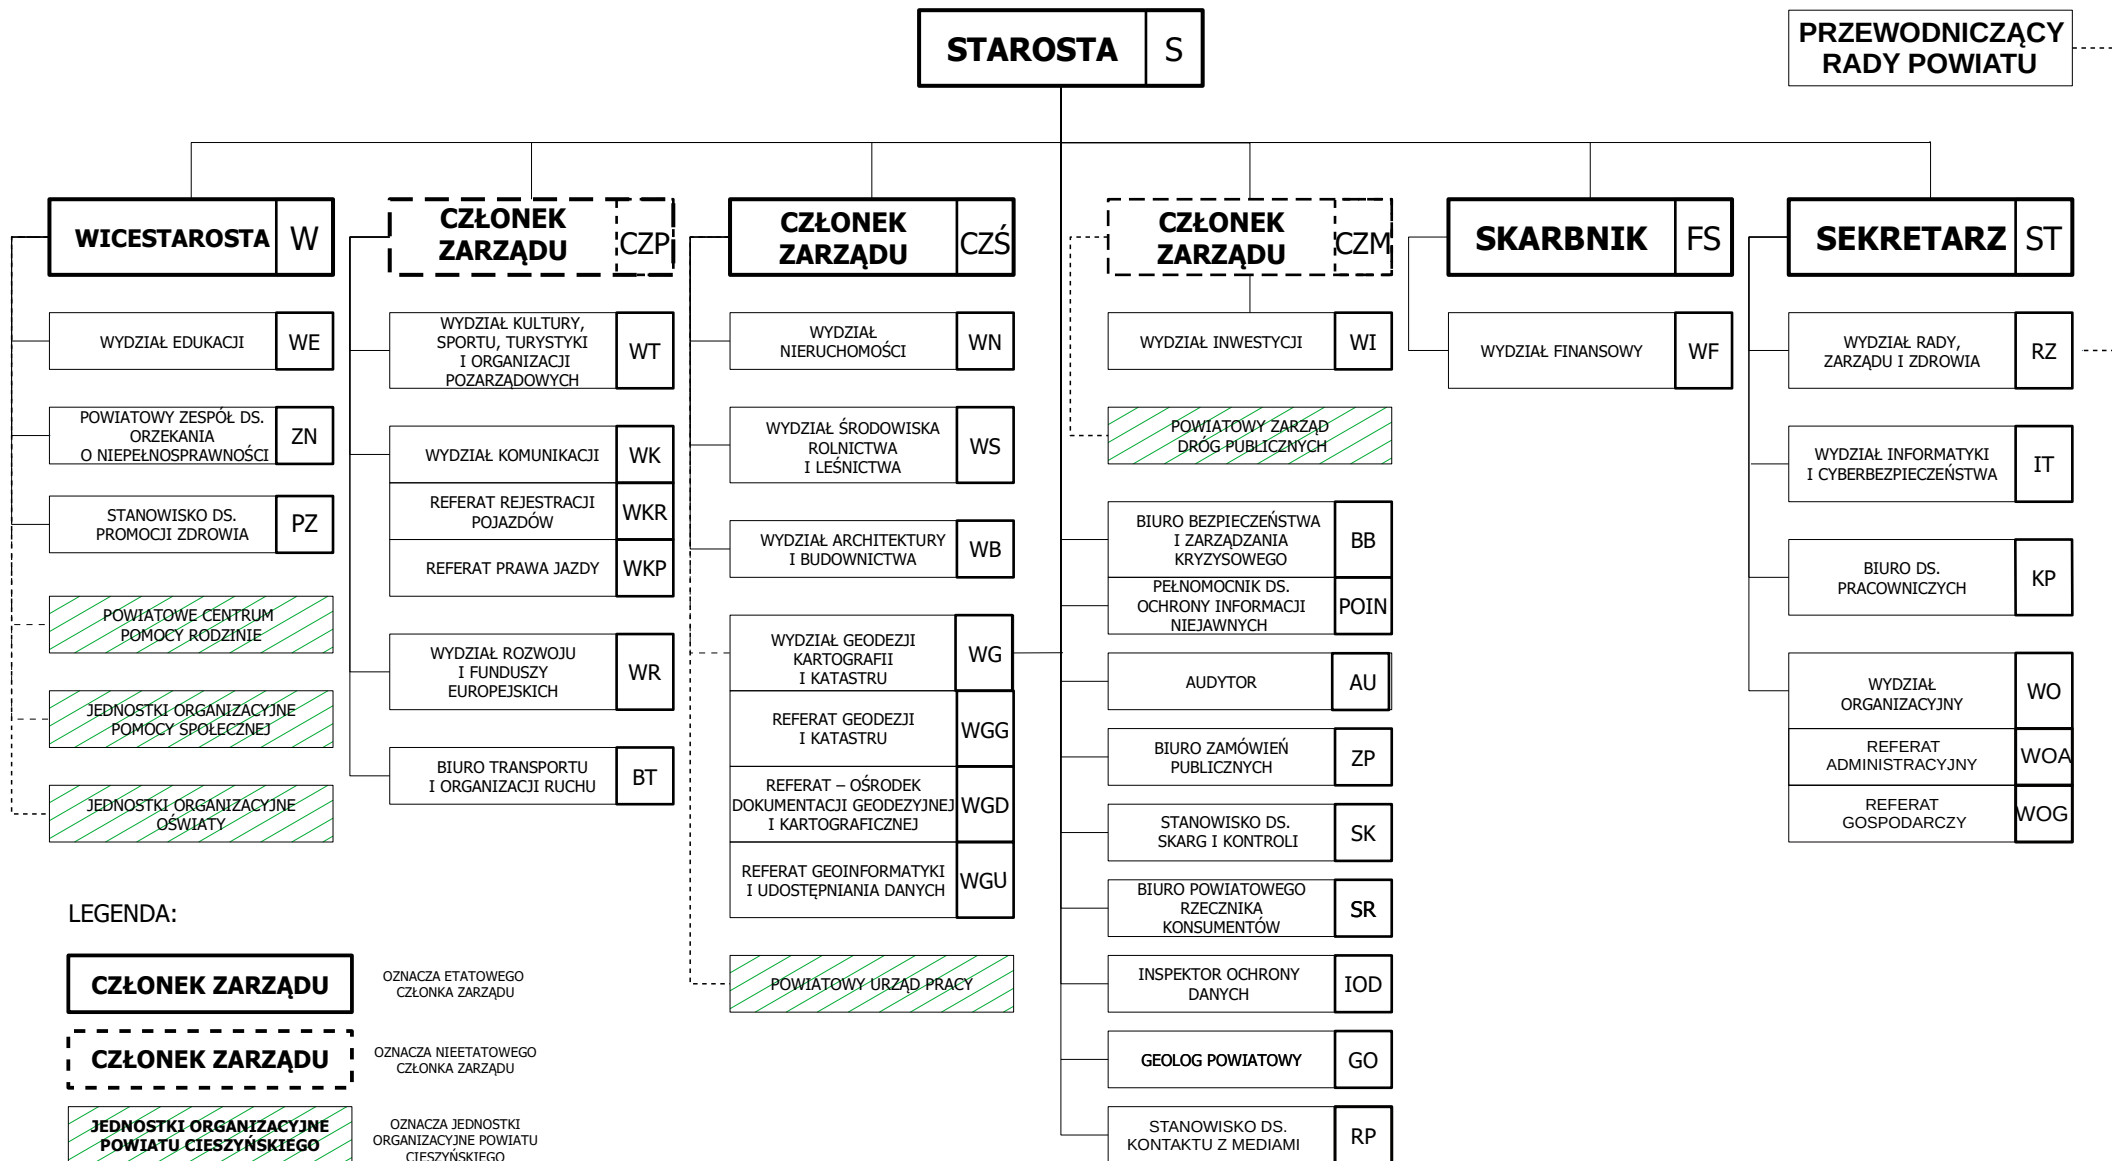 STAROSTA S
PRZEWODNICZĄCY
RADY POWIATU
WICESTAROSTA W
WYDZIAŁ EDUKACJI WE
POWIATOWY ZESPÓŁ DS.
ORZEKANIA
O NIEPEŁNOSPRAWNOŚCI
ZN
STANOWISKO DS.
PROMOCJI ZDROWIA
PZ
POWIATOWE CENTRUM
POMOCY RODZINIE
JEDNOSTKI ORGANIZACYJNE
POMOCY SPOŁECZNEJ
JEDNOSTKI ORGANIZACYJNE
OŚWIATY
CZŁONEK
ZARZĄDU
CZP
WYDZIAŁ KULTURY,
SPORTU, TURYSTYKI
I ORGANIZACJI
POZARZĄDOWYCH
WT
WYDZIAŁ KOMUNIKACJI WK
REFERAT REJESTRACJI
POJAZDÓW
WKR
REFERAT PRAWA JAZDY WKP
WYDZIAŁ ROZWOJU
I FUNDUSZY
EUROPEJSKICH
WR
BIURO TRANSPORTU
I ORGANIZACJI RUCHU
BT
CZŁONEK
ZARZĄDU
CZŚ
WYDZIAŁ
NIERUCHOMOŚCI
WN
WYDZIAŁ ŚRODOWISKA
ROLNICTWA
I LEŚNICTWA
WS
WYDZIAŁ ARCHITEKTURY
I BUDOWNICTWA
WB
WYDZIAŁ GEODEZJI
KARTOGRAFII
I KATASTRU
WG
REFERAT GEODEZJI
I KATASTRU
WGG
REFERAT – OŚRODEK
DOKUMENTACJI GEODEZYJNEJ
I KARTOGRAFICZNEJ
WGD
REFERAT GEOINFORMATYKI
I UDOSTĘPNIANIA DANYCH
WGU
POWIATOWY URZĄD PRACY
CZŁONEK
ZARZĄDU
CZM
WYDZIAŁ INWESTYCJI WI
POWIATOWY ZARZĄD
DRÓG PUBLICZNYCH
BIURO BEZPIECZEŃSTWA
I ZARZĄDZANIA
KRYZYSOWEGO
BB
PEŁNOMOCNIK DS.
OCHRONY INFORMACJI
NIEJAWNYCH
POIN
AUDYTOR AU
BIURO ZAMÓWIEŃ
PUBLICZNYCH
ZP
STANOWISKO DS.
SKARG I KONTROLI
SK
BIURO POWIATOWEGO
RZECZNIKA
KONSUMENTÓW
SR
INSPEKTOR OCHRONY
DANYCH
IOD
GEOLOG POWIATOWY GO
STANOWISKO DS.
KONTAKTU Z MEDIAMI
RP
SKARBNIK FS
WYDZIAŁ FINANSOWY WF
SEKRETARZ ST
WYDZIAŁ RADY,
ZARZĄDU I ZDROWIA
RZ
WYDZIAŁ INFORMATYKI
I CYBERBEZPIECZEŃSTWA
IT
BIURO DS.
PRACOWNICZYCH
KP
WYDZIAŁ
ORGANIZACYJNY
WO
REFERAT
ADMINISTRACYJNY
WOA
REFERAT
GOSPODARCZY
WOG
LEGENDA:
CZŁONEK ZARZĄDU
OZNACZA ETATOWEGO
CZŁONKA ZARZĄDU
CZŁONEK ZARZĄDU
OZNACZA NIEETATOWEGO
CZŁONKA ZARZĄDU
JEDNOSTKI ORGANIZACYJNE
POWIATU CIESZYŃSKIEGO
OZNACZA JEDNOSTKI
ORGANIZACYJNE POWIATU
CIESZYŃSKIEGO